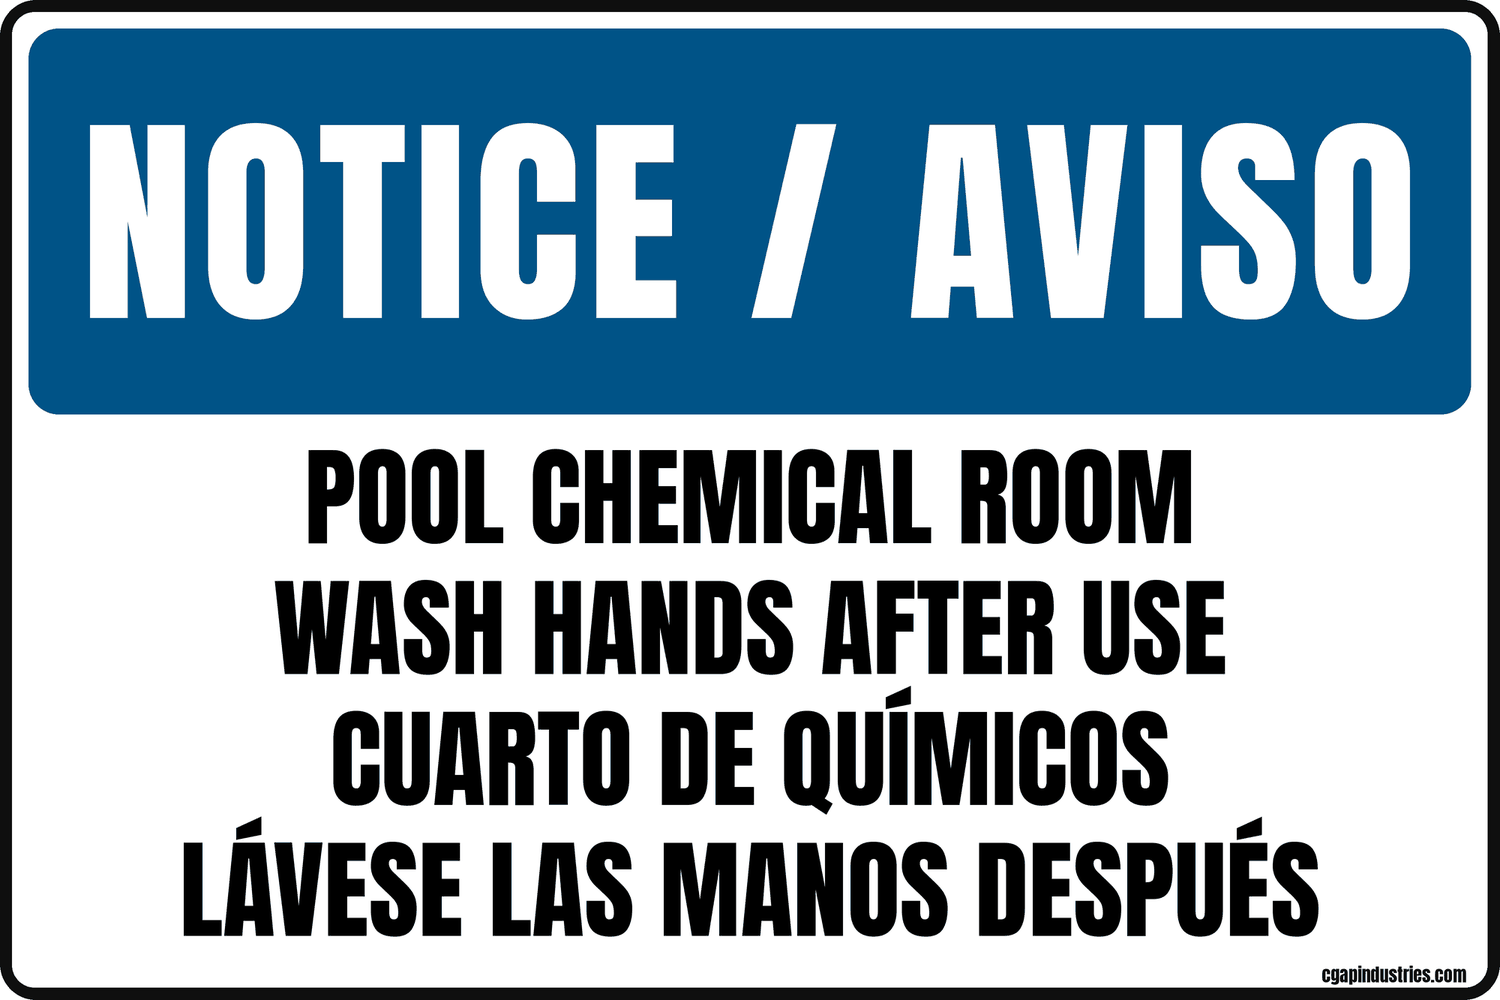 NOTICE / AVISO
POOL CHEMICAL ROOM
WASH HANDS AFTER USE
CUARTO DE QUÍMICOS
LÁVESE LAS MANOS DESPUÉS
cgapindustries.com